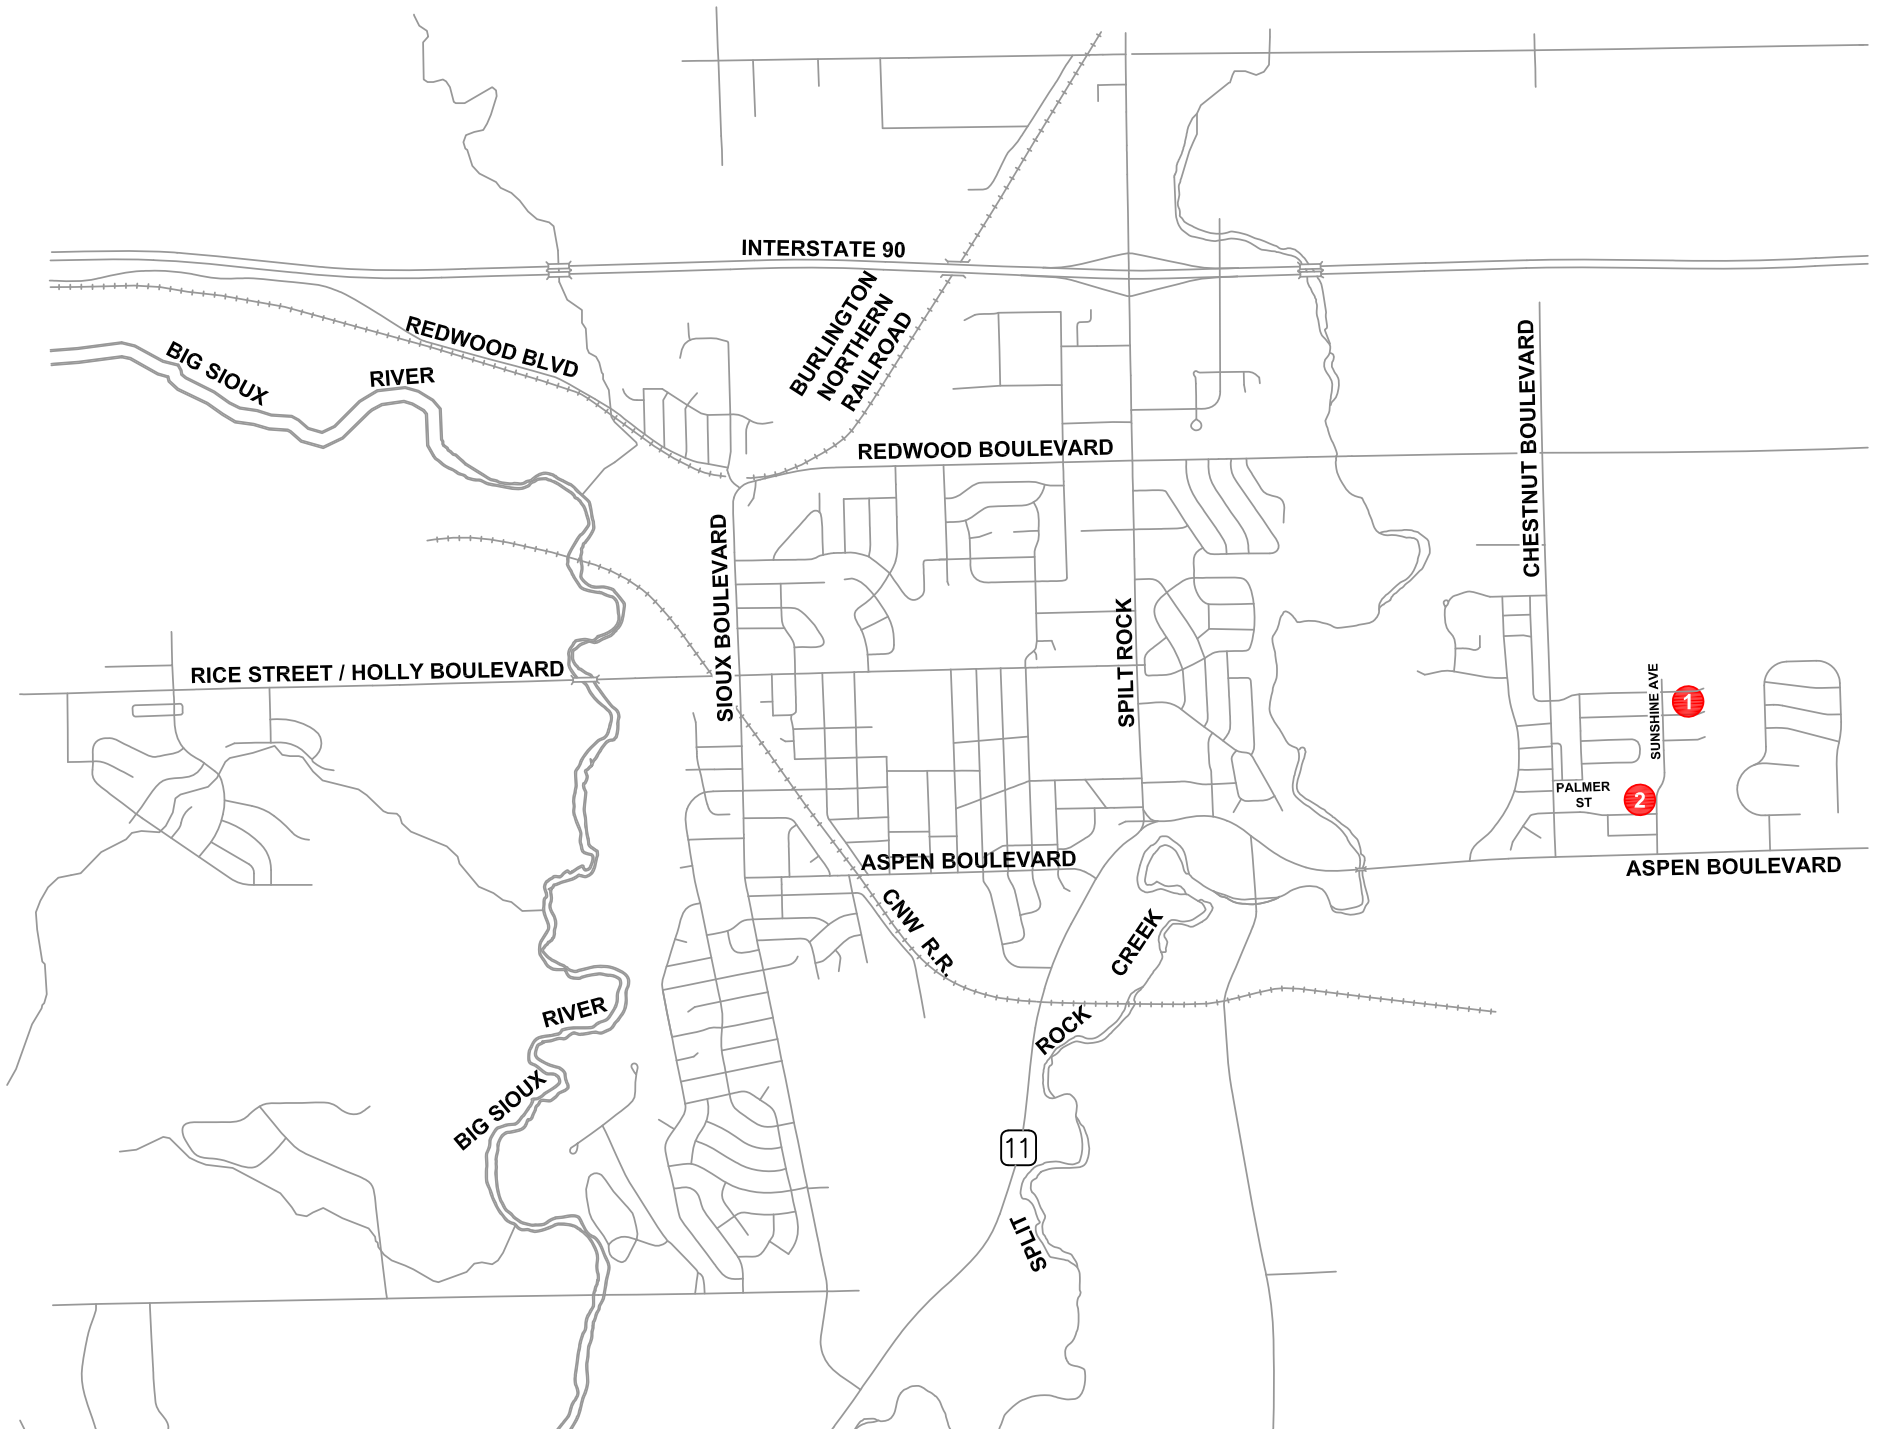 INTERSTATE 90
BURLINGTON
NORTHERN
RAILROAD
REDWOOD BLVD
BIG SIOUX
RIVER
REDWOOD BOULEVARD
CHESTNUT BOULEVARD
SIOUX BOULEVARD
SPILT ROCK
RICE STREET / HOLLY BOULEVARD
SUNSHINE AVE
1
PALMER
ST
2
ASPEN BOULEVARD
ASPEN BOULEVARD
CNW R.R.
CREEK
ROCK
RIVER
BIG SIOUX
11
SPLIT